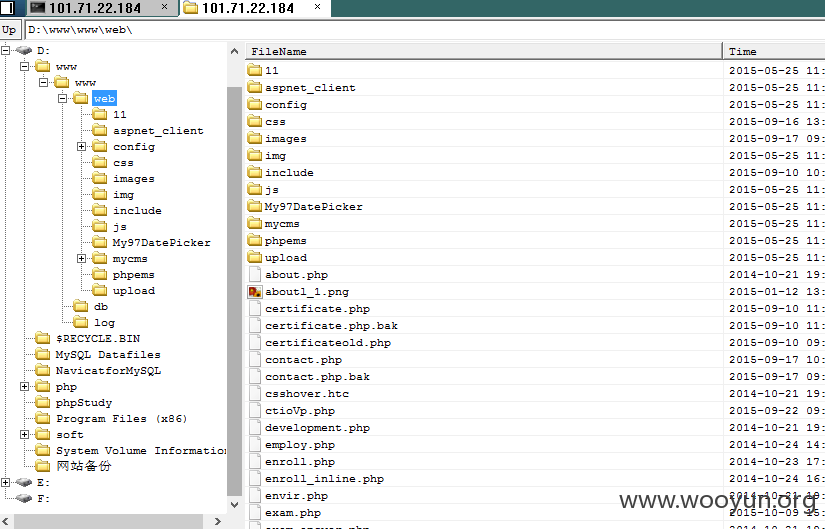 101.71.22.184 × 101.71.22.184 ×
Up D:\www\www\web\
D:
www
www
web
11
aspnet_client
config
css
images
img
include
js
My97DatePicker
mycms
phpems
upload
db
log
$RECYCLE.BIN
MySQL Datafiles
NavicatforMySQL
php
phpStudy
Program Files (x86)
soft
System Volume Information
网站备份
E:
F:
FileName Time
11 2015-05-25 11:
aspnet_client 2015-05-25 11:
config 2015-05-25 11:
css 2015-09-16 13:
images 2015-09-17 09:
img 2015-05-25 11:
include 2015-09-10 10:
js 2015-05-25 11:
My97DatePicker 2015-05-25 11:
mycms 2015-05-25 11:
phpems 2015-05-25 11:
upload 2015-05-25 11:
about.php 2014-10-21 19:
about1_1.png 2015-01-12 13:
certificate.php 2015-09-10 11:
certificate.php.bak 2015-09-10 11:
certificateold.php 2015-09-10 09:
contact.php 2015-09-17 10:
contact.php.bak 2015-09-17 09:
csshover.htc 2014-10-21 19:
ctioVp.php 2015-09-22 09:
development.php 2014-10-21 19:
employ.php 2014-10-24 14:
enroll.php 2014-10-23 17:
enroll_inline.php 2014-10-24 16:
envir.php 2014-10-21 19:
exam.php 2015-10-09 15:
www.wooyun.org